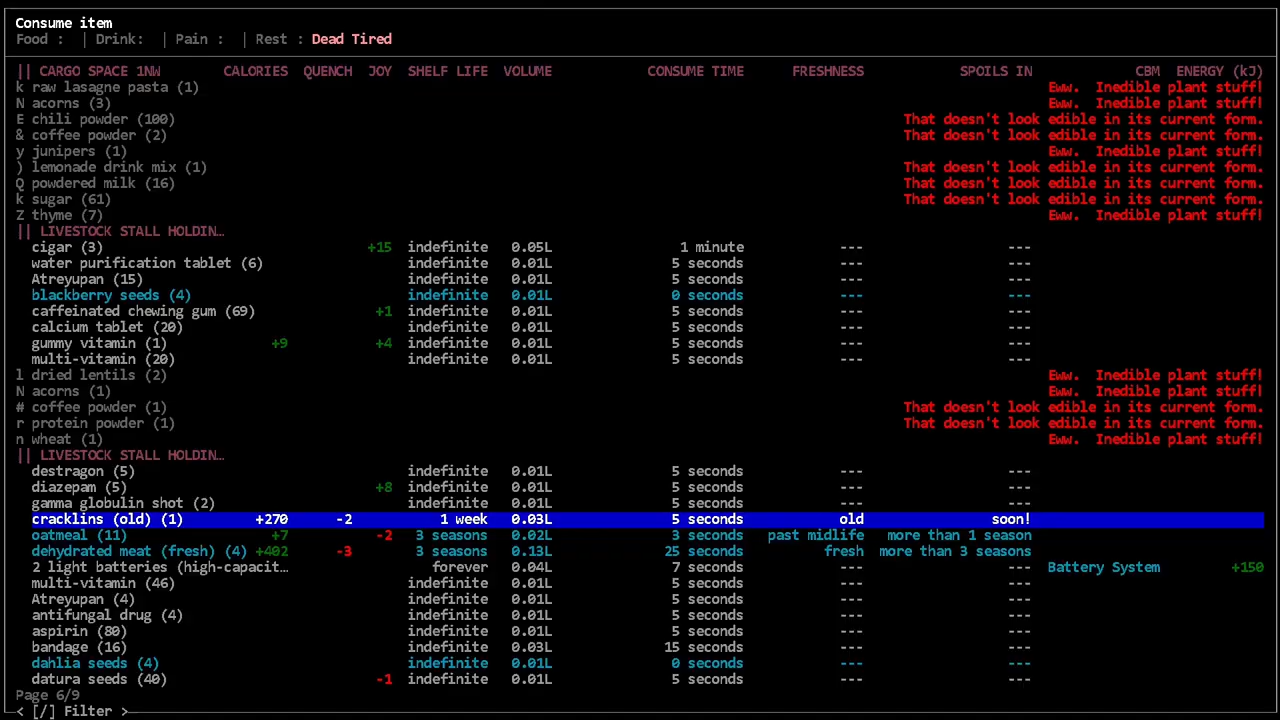 Consume item
Food :  | Drink:  | Pain :  | Rest : Dead Tired
|| CARGO SPACE 1NW CALORIES QUENCH JOY SHELF LIFE VOLUME CONSUME TIME FRESHNESS SPOILS IN CBM ENERGY (kJ)
k raw lasagne pasta (1) Eww.  Inedible plant stuff!
N acorns (3) Eww.  Inedible plant stuff!
E chili powder (100) That doesn't look edible in its current form.
& coffee powder (2) That doesn't look edible in its current form.
y junipers (1) Eww.  Inedible plant stuff!
) lemonade drink mix (1) That doesn't look edible in its current form.
Q powdered milk (16) That doesn't look edible in its current form.
k sugar (61) That doesn't look edible in its current form.
Z thyme (7) Eww.  Inedible plant stuff!
|| LIVESTOCK STALL HOLDIN…
cigar (3) +15 indefinite 0.05L 1 minute --- ---
water purification tablet (6) indefinite 0.01L 5 seconds --- ---
Atreyupan (15) indefinite 0.01L 5 seconds --- ---
blackberry seeds (4) indefinite 0.01L 0 seconds --- ---
caffeinated chewing gum (69) +1 indefinite 0.01L 5 seconds --- ---
calcium tablet (20) indefinite 0.01L 5 seconds --- ---
gummy vitamin (1) +9 +4 indefinite 0.01L 5 seconds --- ---
multi-vitamin (20) indefinite 0.01L 5 seconds --- ---
l dried lentils (2) Eww.  Inedible plant stuff!
N acorns (1) Eww.  Inedible plant stuff!
# coffee powder (1) That doesn't look edible in its current form.
r protein powder (1) That doesn't look edible in its current form.
n wheat (1) Eww.  Inedible plant stuff!
|| LIVESTOCK STALL HOLDIN…
destragon (5) indefinite 0.01L 5 seconds --- ---
diazepam (5) +8 indefinite 0.01L 5 seconds --- ---
gamma globulin shot (2) indefinite 0.01L 5 seconds --- ---
cracklins (old) (1) +270 -2 1 week 0.03L 5 seconds old soon!
oatmeal (11) +7 -2 3 seasons 0.02L 3 seconds past midlife more than 1 season
dehydrated meat (fresh) (4) +402 -3 3 seasons 0.13L 25 seconds fresh more than 3 seasons
2 light batteries (high-capacit… forever 0.04L 7 seconds --- --- Battery System +150
multi-vitamin (46) indefinite 0.01L 5 seconds --- ---
Atreyupan (4) indefinite 0.01L 5 seconds --- ---
antifungal drug (4) indefinite 0.01L 5 seconds --- ---
aspirin (80) indefinite 0.01L 5 seconds --- ---
bandage (16) indefinite 0.03L 15 seconds --- ---
dahlia seeds (4) indefinite 0.01L 0 seconds --- ---
datura seeds (40) -1 indefinite 0.01L 5 seconds --- ---
Page 6/9
< [/] Filter >